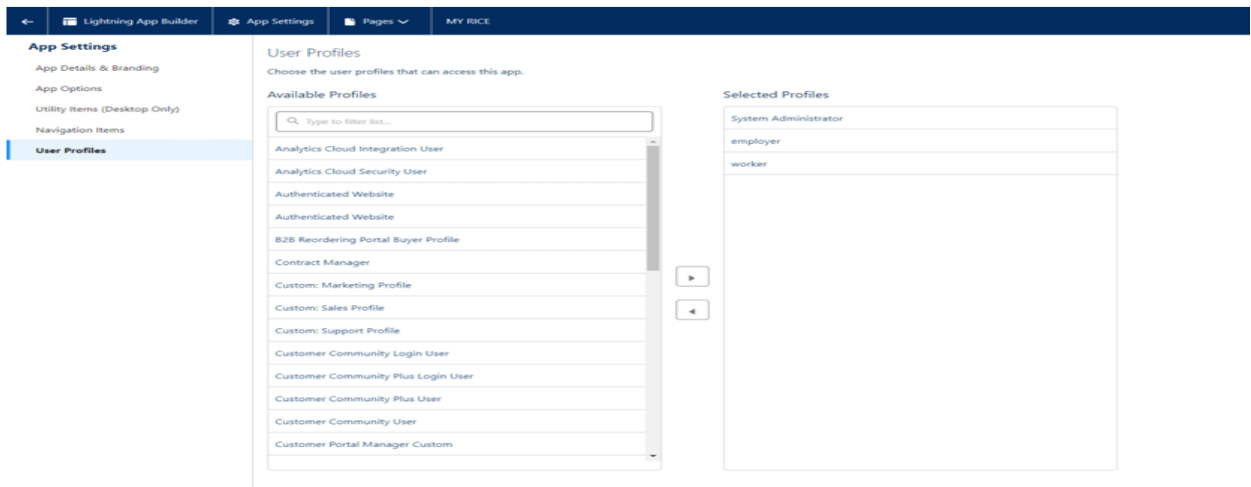 Lightning App Builder App Settings Pages MY RICE
App Settings
App Details & Branding
App Options
Utility Items (Desktop Only)
Navigation Items
User Profiles
User Profiles
Choose the user profiles that can access this app.
Available Profiles
Type to filter list...
Analytics Cloud Integration User
Analytics Cloud Security User
Authenticated Website
Authenticated Website
B2B Reordering Portal Buyer Profile
Contract Manager
Custom: Marketing Profile
Custom: Sales Profile
Custom: Support Profile
Customer Community Login User
Customer Community Plus Login User
Customer Community Plus User
Customer Community User
Customer Portal Manager Custom
Selected Profiles
System Administrator
employer
worker